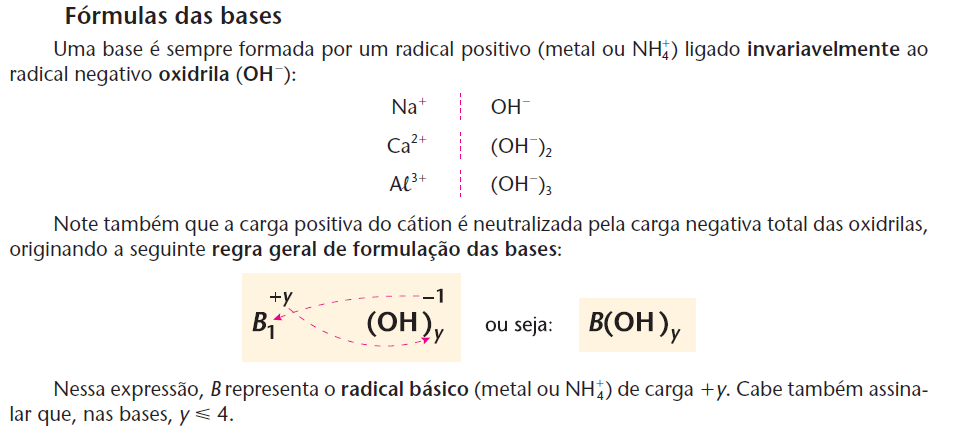 Fórmulas das bases
Uma base é sempre formada por um radical positivo (metal ou NH₄⁺) ligado invariavelmente ao
radical negativo oxidrila (OH⁻):
Na⁺ OH⁻
Ca²⁺ (OH⁻)₂
Aℓ³⁺ (OH⁻)₃
Note também que a carga positiva do cátion é neutralizada pela carga negativa total das oxidrilas,
originando a seguinte regra geral de formulação das bases:
+y –1
B₁ (OH)y ou seja: B(OH)y
Nessa expressão, B representa o radical básico (metal ou NH₄⁺) de carga +y. Cabe também assina-
lar que, nas bases, y ⩽ 4.